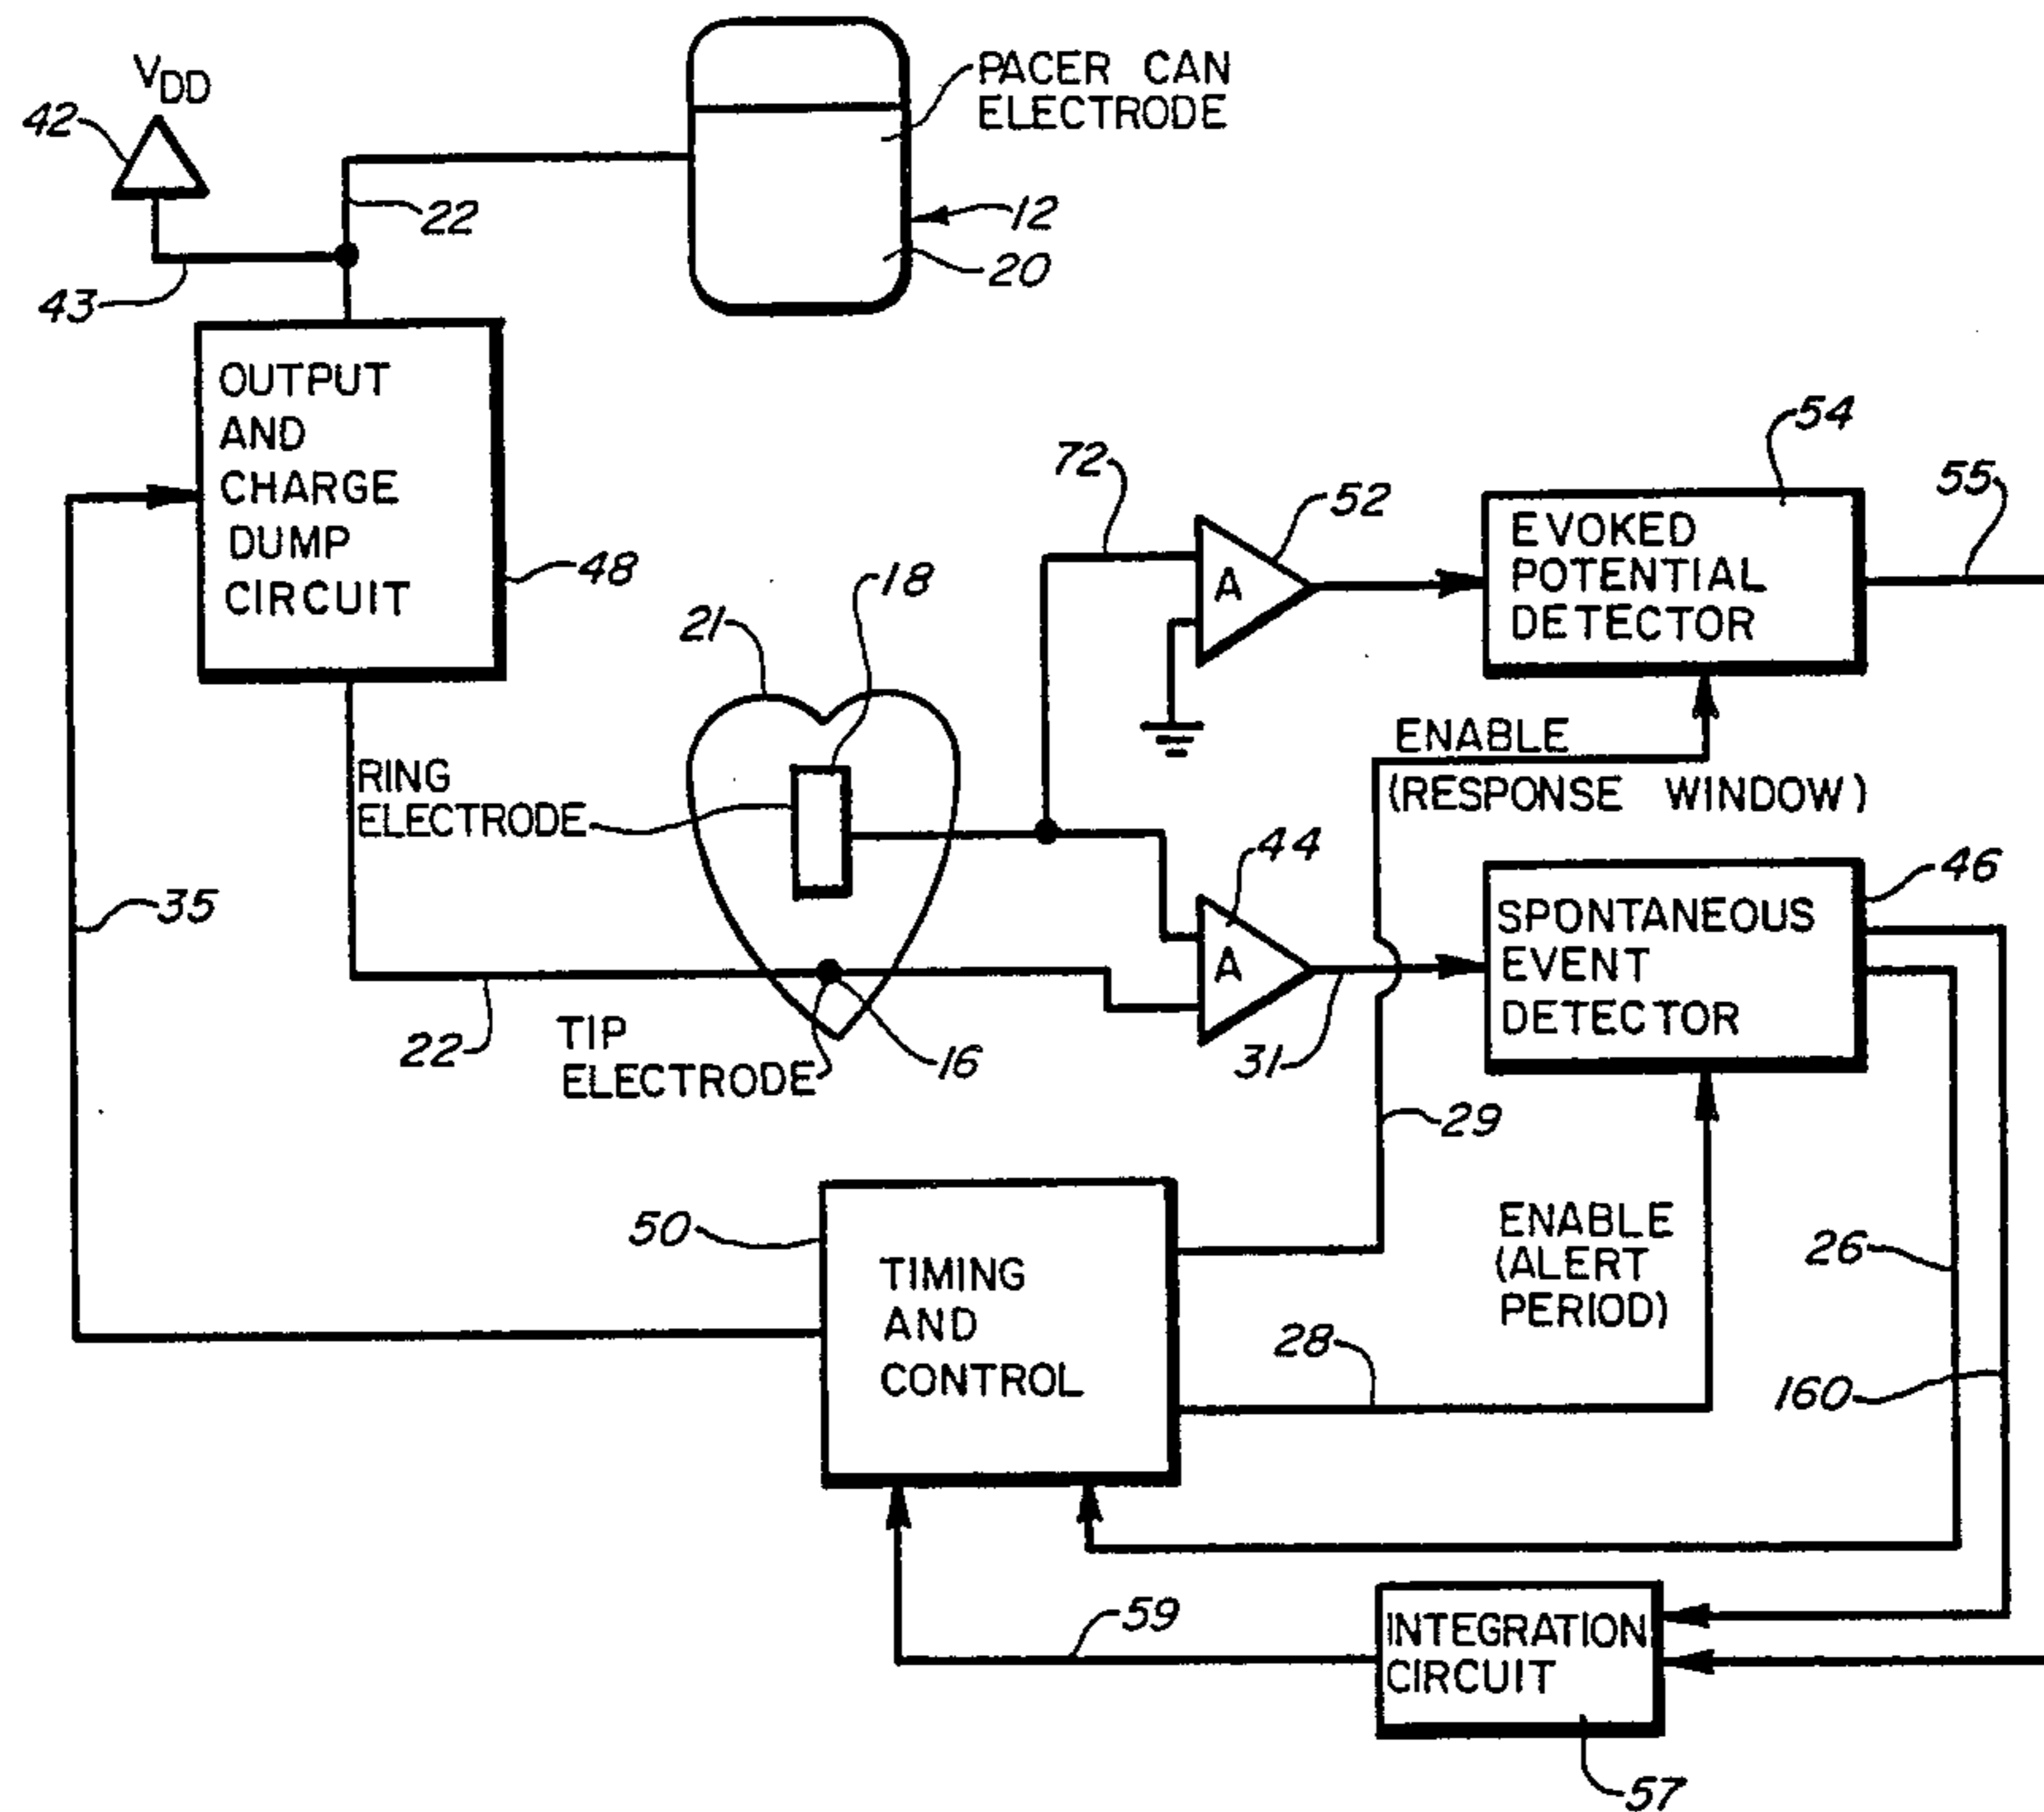 VDD
42
22
43
PACER CAN
ELECTRODE
12
20
OUTPUT
AND
CHARGE
DUMP
CIRCUIT
48
35
RING
ELECTRODE
21
18
22
TIP
ELECTRODE
16
72
52
A
54
EVOKED
POTENTIAL
DETECTOR
55
ENABLE
(RESPONSE WINDOW)
44
A
31
46
SPONTANEOUS
EVENT
DETECTOR
29
50
TIMING
AND
CONTROL
28
ENABLE
(ALERT
PERIOD)
26
160
59
INTEGRATION
CIRCUIT
57